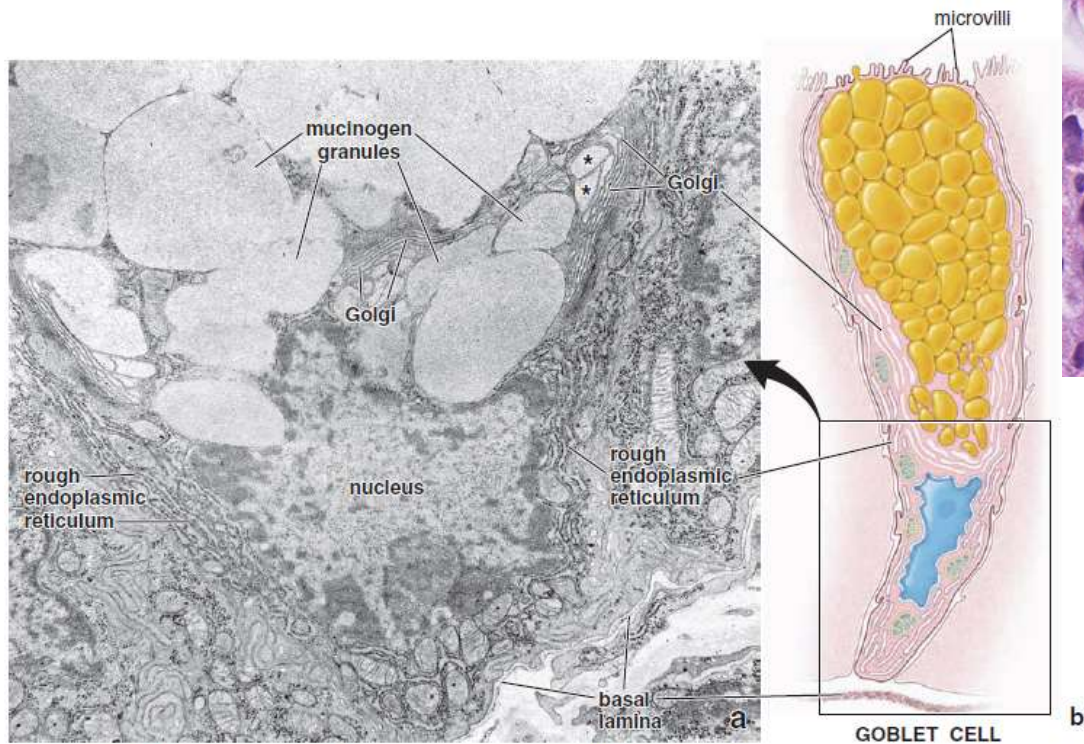 microvilli
mucinogen
granules
*
*
Golgi
Golgi
rough
endoplasmic
reticulum
nucleus
rough
endoplasmic
reticulum
basal
lamina
a
b
GOBLET CELL